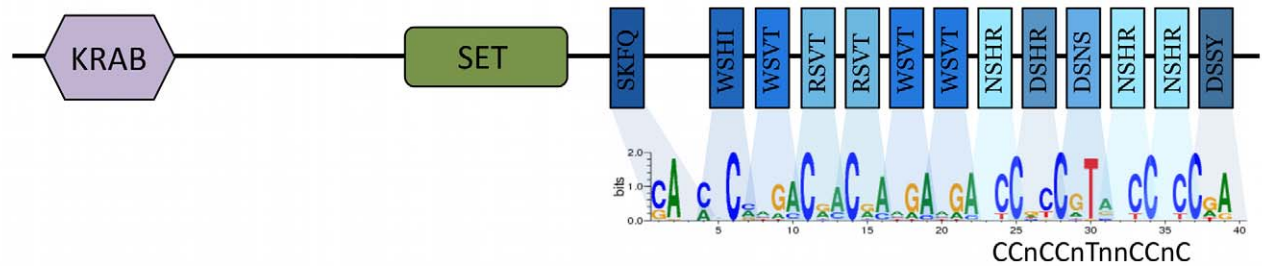 KRAB
SET
SKFQ
WSHI
WSVT
RSVT
RSVT
WSVT
WSVT
NSHR
DSHR
DSNS
NSHR
NSHR
DSSY
2.0
bits
1.0
0.0
5 10 15 20 25 30 35 40
CCnCCnTnnCCnC